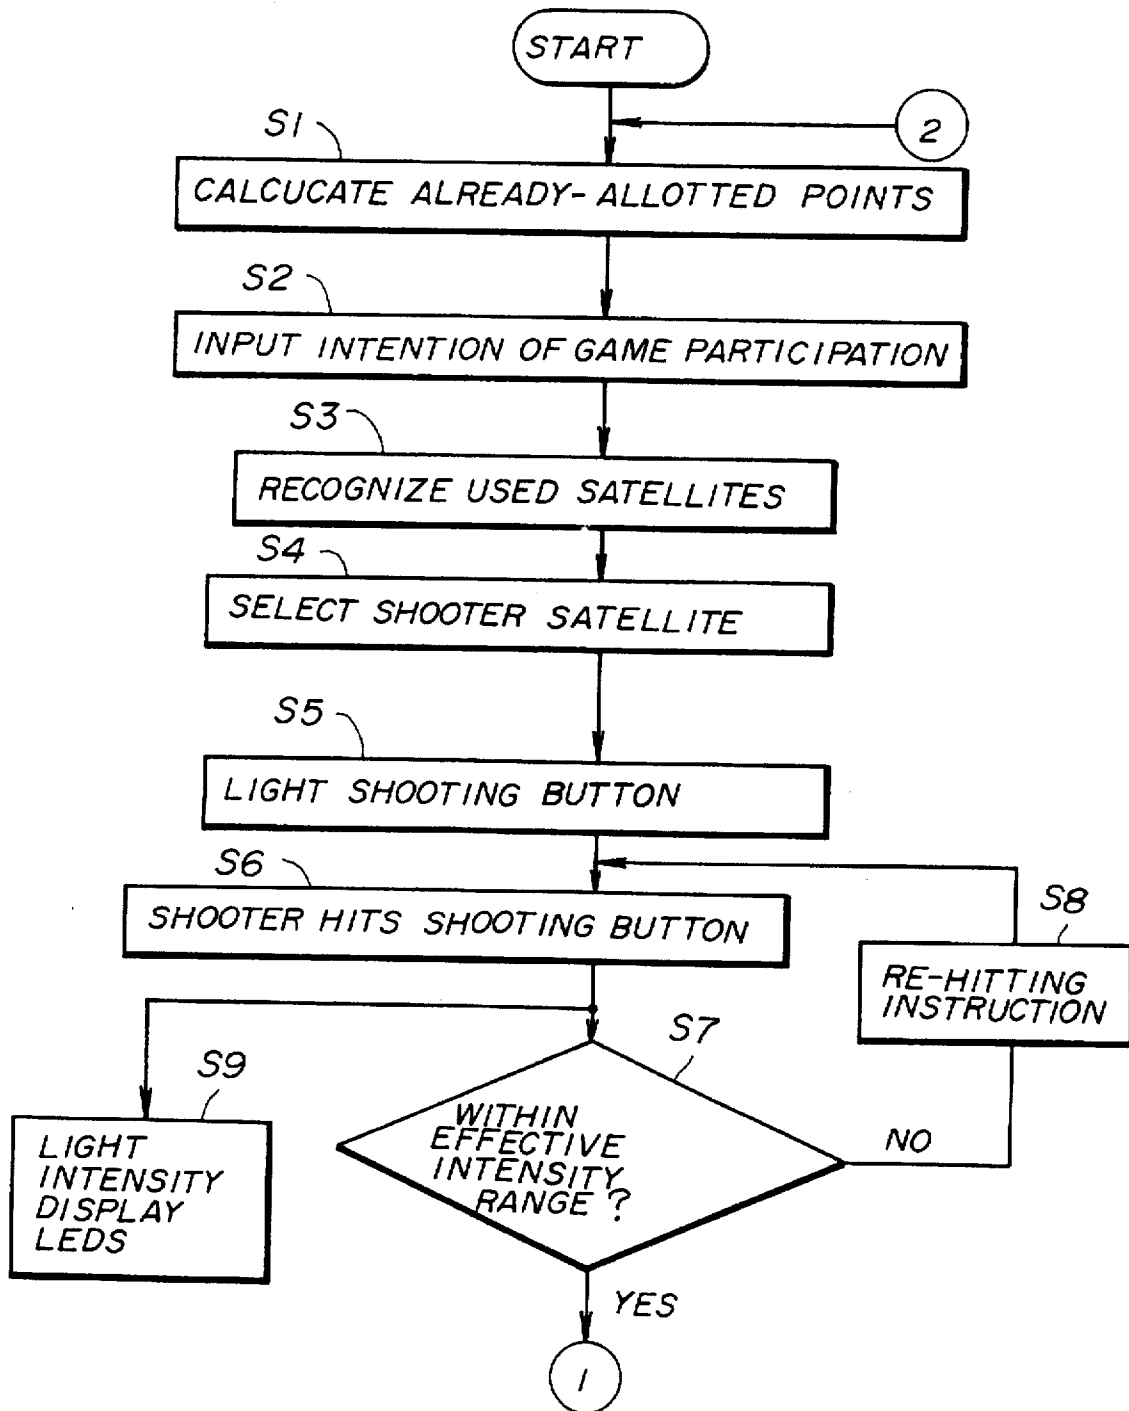 START
2
S1
CALCUCATE ALREADY-ALLOTTED POINTS
S2
INPUT INTENTION OF GAME PARTICIPATION
S3
RECOGNIZE USED SATELLITES
S4
SELECT SHOOTER SATELLITE
S5
LIGHT SHOOTING BUTTON
S6
SHOOTER HITS SHOOTING BUTTON
S8
RE-HITTING
INSTRUCTION
S7
WITHIN
EFFECTIVE
INTENSITY
RANGE?
NO
S9
LIGHT
INTENSITY
DISPLAY
LEDS
YES
1